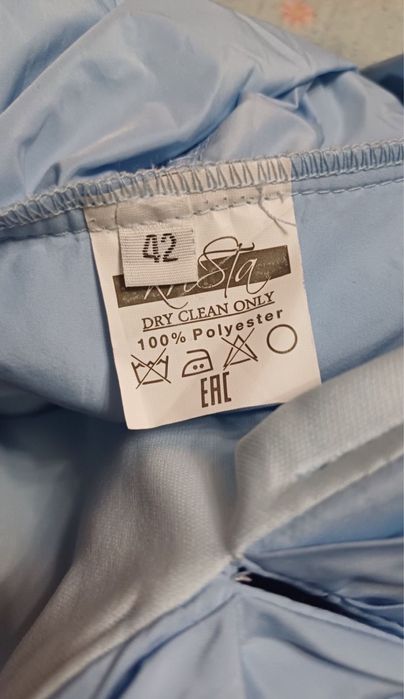 42
DRY CLEAN ONLY
100% Polyester
EAC